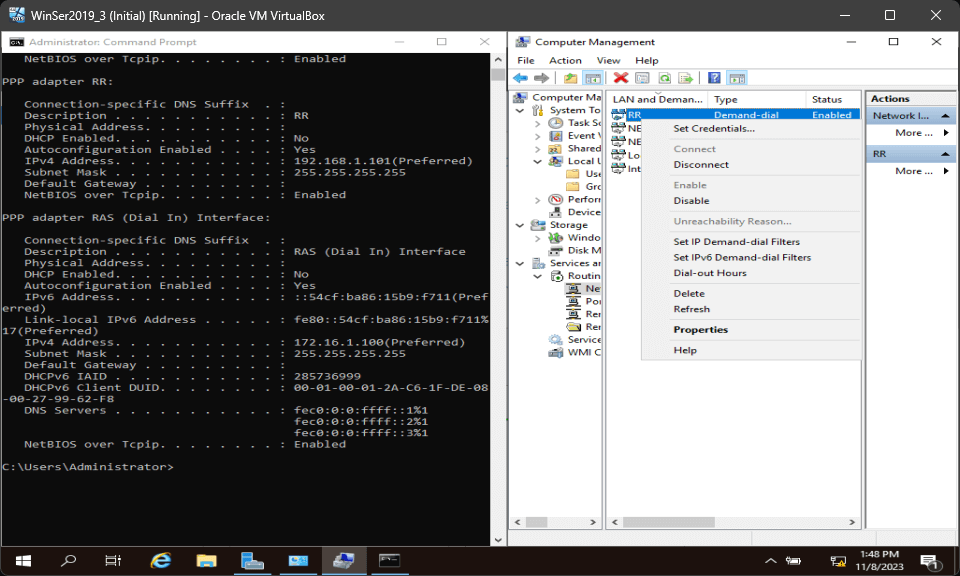 WinSer2019_3 (Initial) [Running] - Oracle VM VirtualBox
Administrator: Command Prompt
NetBIOS over Tcpip. . . . . . . . : Enabled
PPP adapter RR:
Connection-specific DNS Suffix  . :
Description . . . . . . . . . . . : RR
Physical Address. . . . . . . . . :
DHCP Enabled. . . . . . . . . . . : No
Autoconfiguration Enabled . . . . : Yes
IPv4 Address. . . . . . . . . . . : 192.168.1.101(Preferred)
Subnet Mask . . . . . . . . . . . : 255.255.255.255
Default Gateway . . . . . . . . . :
NetBIOS over Tcpip. . . . . . . . : Enabled
PPP adapter RAS (Dial In) Interface:
Connection-specific DNS Suffix  . :
Description . . . . . . . . . . . : RAS (Dial In) Interface
Physical Address. . . . . . . . . :
DHCP Enabled. . . . . . . . . . . : No
Autoconfiguration Enabled . . . . : Yes
IPv6 Address. . . . . . . . . . . : ::54cf:ba86:15b9:f711(Pref
erred)
Link-local IPv6 Address . . . . . : fe80::54cf:ba86:15b9:f711%
17(Preferred)
IPv4 Address. . . . . . . . . . . : 172.16.1.100(Preferred)
Subnet Mask . . . . . . . . . . . : 255.255.255.255
Default Gateway . . . . . . . . . :
DHCPv6 IAID . . . . . . . . . . . : 285736999
DHCPv6 Client DUID. . . . . . . . : 00-01-00-01-2A-C6-1F-DE-08
-00-27-99-62-F8
DNS Servers . . . . . . . . . . . : fec0:0:0:ffff::1%1
fec0:0:0:ffff::2%1
fec0:0:0:ffff::3%1
NetBIOS over Tcpip. . . . . . . . : Enabled
C:\Users\Administrator>
Computer Management
File Action View Help
Computer Ma
System To
Task Sc
Event V
Shared
Local U
Use
Gro
Perfor
Device
Storage
Windo
Disk M
Services an
Routin
Ne
Po
Re
Re
Service
WMI C
LAN and Deman... Type Status
RR Demand-dial Enabled
NE
NE
Lo
Int
Set Credentials...
Connect
Disconnect
Enable
Disable
Unreachability Reason...
Set IP Demand-dial Filters
Set IPv6 Demand-dial Filters
Dial-out Hours
Delete
Refresh
Properties
Help
Actions
Network I...
More ...
RR
More ...
1:48 PM
11/8/2023
1